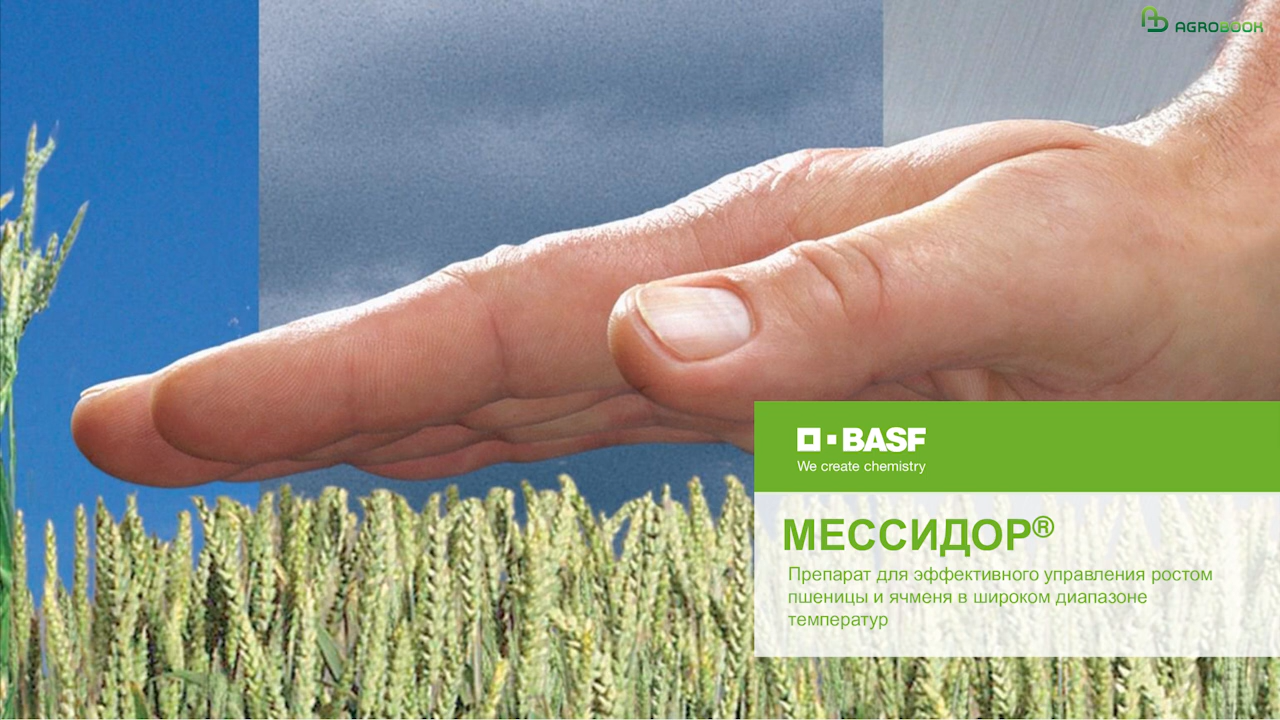 AGROBOOK
BASF
We create chemistry
МЕССИДОР®
Препарат для эффективного управления ростом
пшеницы и ячменя в широком диапазоне
температур